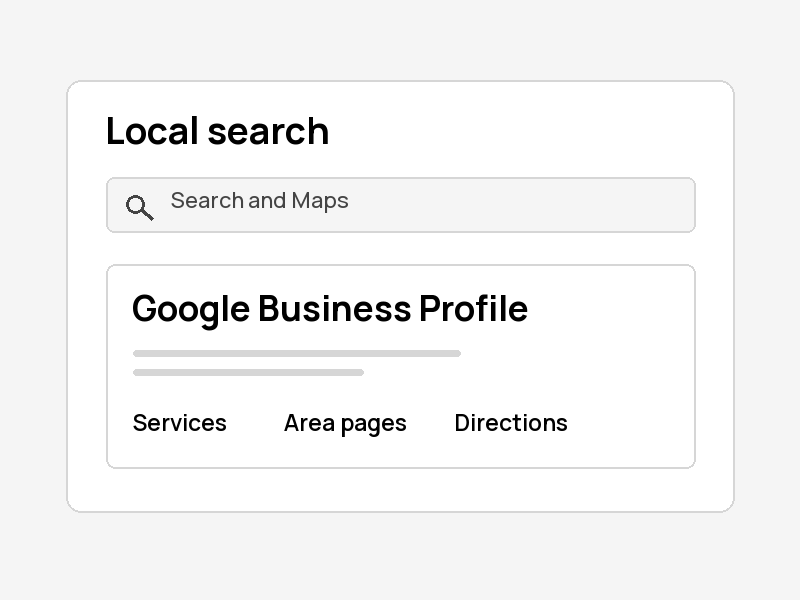 Local search
Search and Maps
Google Business Profile
Services Area pages Directions